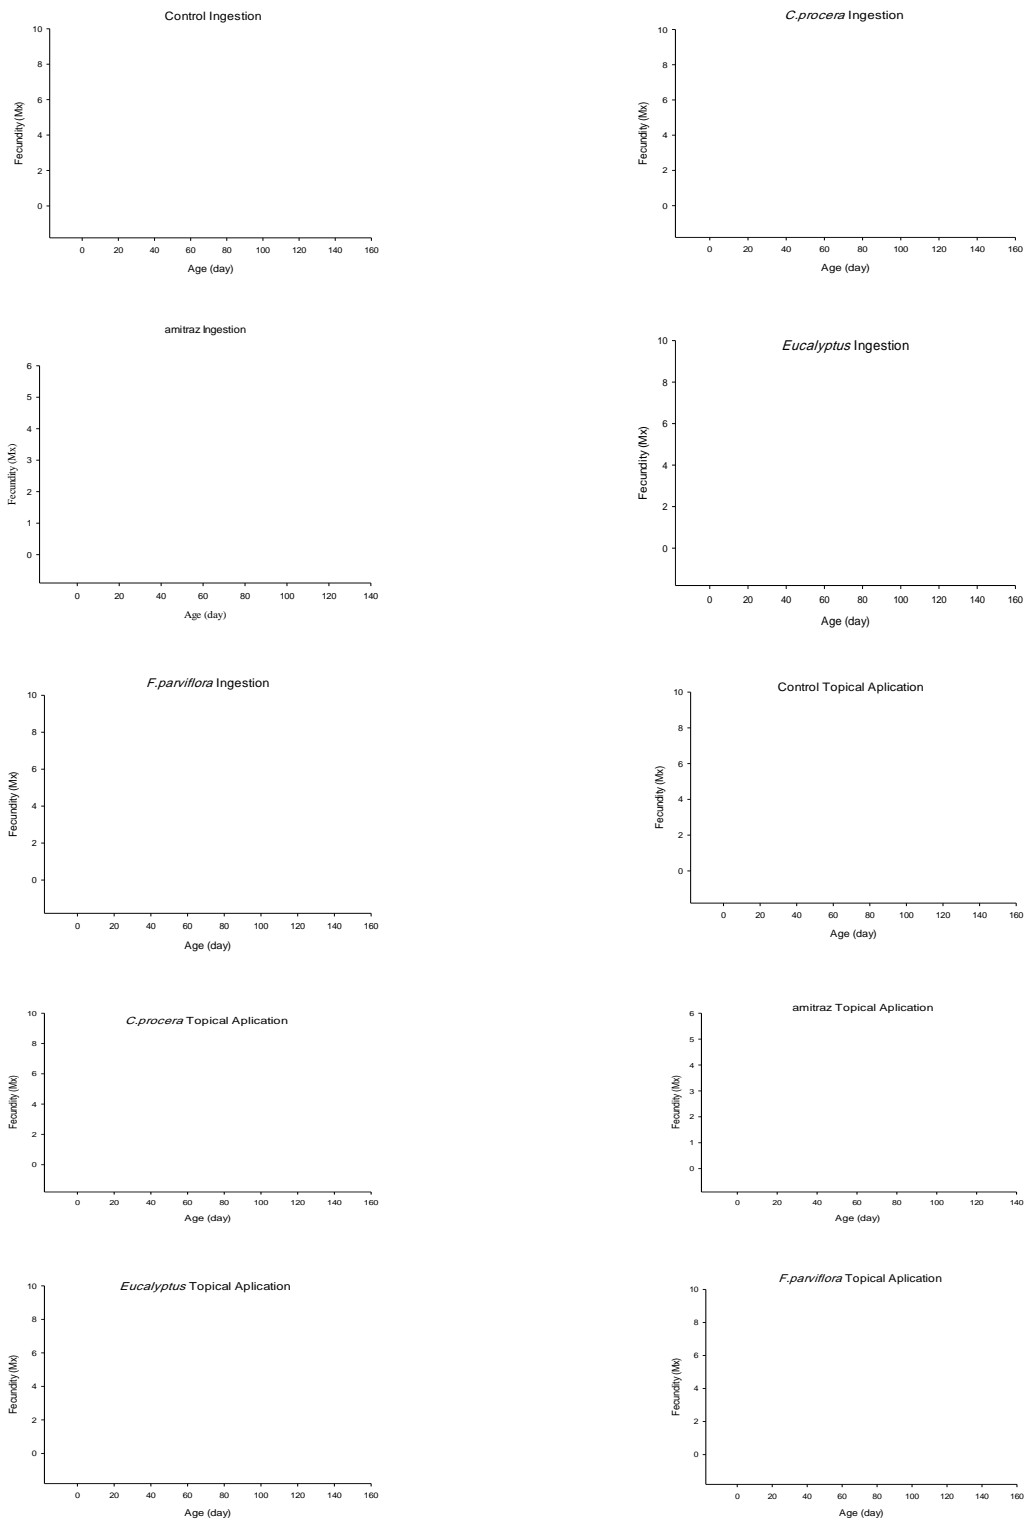 Control Ingestion
10
8
6
4
2
0
Fecundity (Mx)
0 20 40 60 80 100 120 140 160
Age (day)
C.procera Ingestion
10
8
6
4
2
0
Fecundity (Mx)
0 20 40 60 80 100 120 140 160
Age (day)
amitraz Ingestion
6
5
4
3
2
1
0
Fecundity (Mx)
0 20 40 60 80 100 120 140
Age (day)
Eucalyptus Ingestion
10
8
6
4
2
0
Fecundity (Mx)
0 20 40 60 80 100 120 140 160
Age (day)
F.parviflora Ingestion
10
8
6
4
2
0
Fecundity (Mx)
0 20 40 60 80 100 120 140 160
Age (day)
Control Topical Aplication
10
8
6
4
2
0
Fecundity (Mx)
0 20 40 60 80 100 120 140 160
Age (day)
C.procera Topical Aplication
10
8
6
4
2
0
Fecundity (Mx)
0 20 40 60 80 100 120 140 160
Age (day)
amitraz Topical Aplication
6
5
4
3
2
1
0
Fecundity (Mx)
0 20 40 60 80 100 120 140
Age (day)
Eucalyptus Topical Aplication
10
8
6
4
2
0
Fecundity (Mx)
0 20 40 60 80 100 120 140 160
Age (day)
F.parviflora Topical Aplication
10
8
6
4
2
0
Fecundity (Mx)
0 20 40 60 80 100 120 140 160
Age (day)